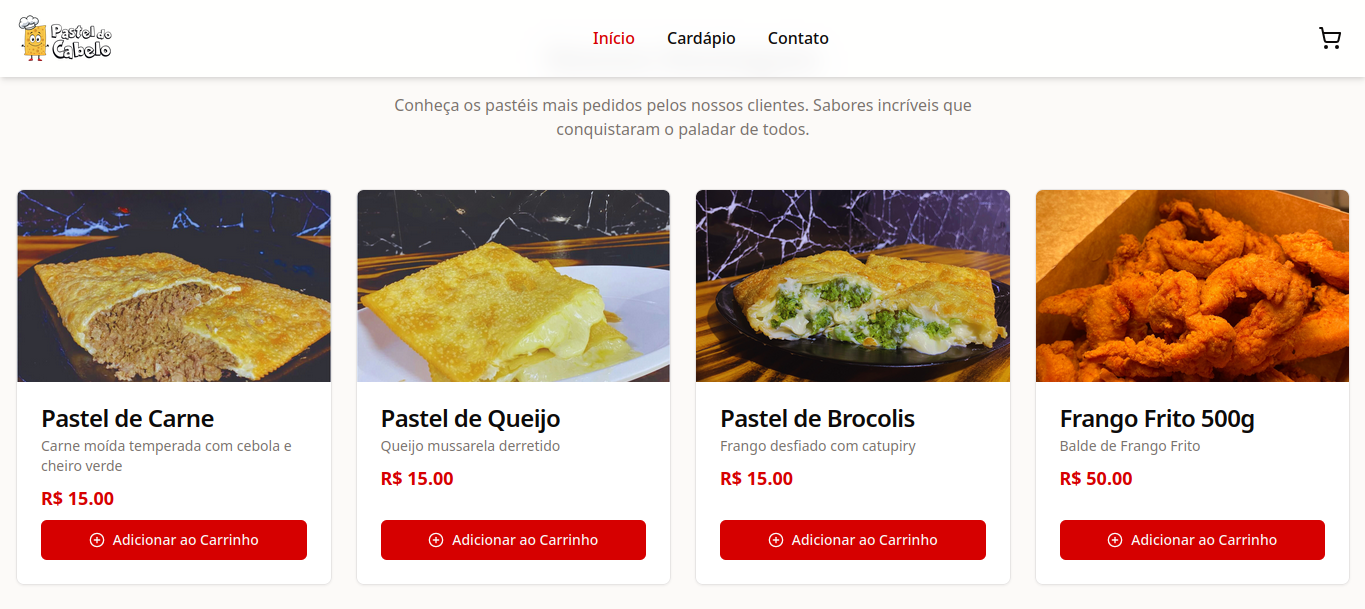 Pastel do
Cabelo
Início
Cardápio
Contato
Conheça os pastéis mais pedidos pelos nossos clientes. Sabores incríveis que
conquistaram o paladar de todos.
Pastel de Carne
Carne moída temperada com cebola e
cheiro verde
R$ 15.00
Adicionar ao Carrinho
Pastel de Queijo
Queijo mussarela derretido
R$ 15.00
Adicionar ao Carrinho
Pastel de Brocolis
Frango desfiado com catupiry
R$ 15.00
Adicionar ao Carrinho
Frango Frito 500g
Balde de Frango Frito
R$ 50.00
Adicionar ao Carrinho